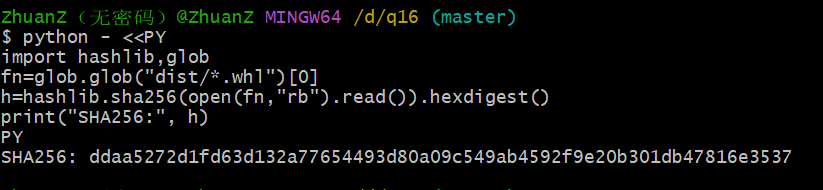 ZhuanZ（无密码）@ZhuanZ MINGW64 /d/q16 (master)
$ python - <<PY
import hashlib,glob
fn=glob.glob("dist/*.whl")[0]
h=hashlib.sha256(open(fn,"rb").read()).hexdigest()
print("SHA256:", h)
PY
SHA256: ddaa5272d1fd63d132a77654493d80a09c549ab4592f9e20b301db47816e3537